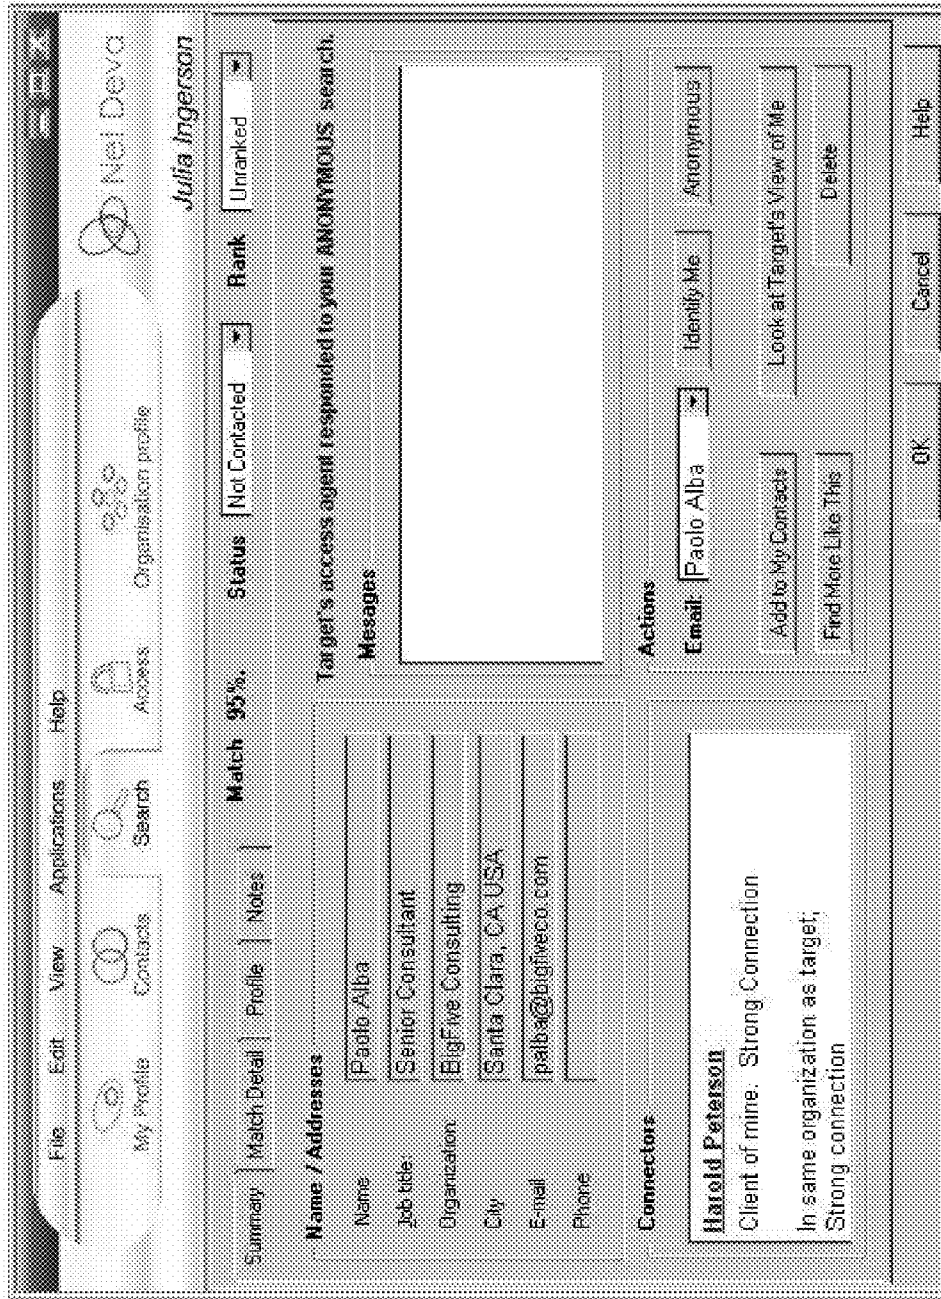 File Edit View Applications Help
My Profile Contacts Search Access Organisation profile
Nel Deva
Julia Ingerson
Summary Match Detail Profile Notes Match 95%. Status Not Contacted Rank Unranked
Name / Addresses
Name Paolo Alba
Job title: Senior Consultant
Organization: BigFive Consulting
City Santa Clara, CA USA
E-mail palba@bigfiveco.com
Phone
Target's access agent responded to your ANONYMOUS search.
Messages
Connectors
Harold Peterson
Client of mine. Strong Connection
In same organization as target;
Strong connection
Actions
Email: Paolo Alba Identify Me Anonymous
Add to My Contacts Look at Target's View of Me
Find More Like This Delete
OK Cancel Help